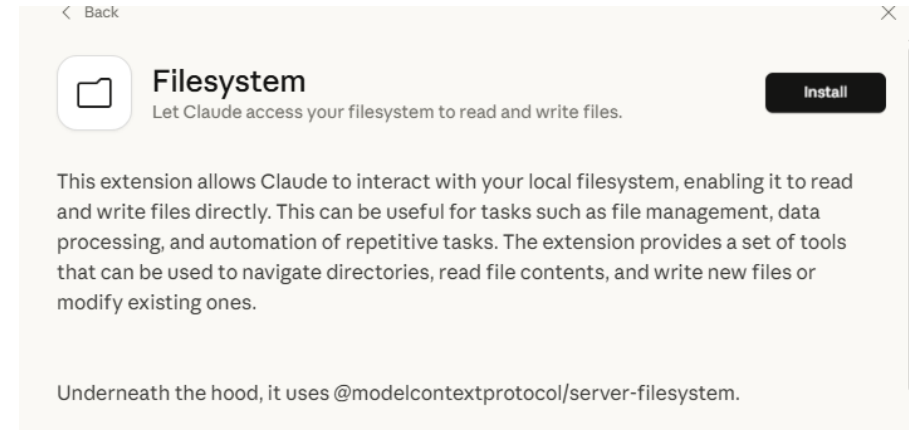 Back
Filesystem
Let Claude access your filesystem to read and write files.
Install
This extension allows Claude to interact with your local filesystem, enabling it to read
and write files directly. This can be useful for tasks such as file management, data
processing, and automation of repetitive tasks. The extension provides a set of tools
that can be used to navigate directories, read file contents, and write new files or
modify existing ones.
Underneath the hood, it uses @modelcontextprotocol/server-filesystem.